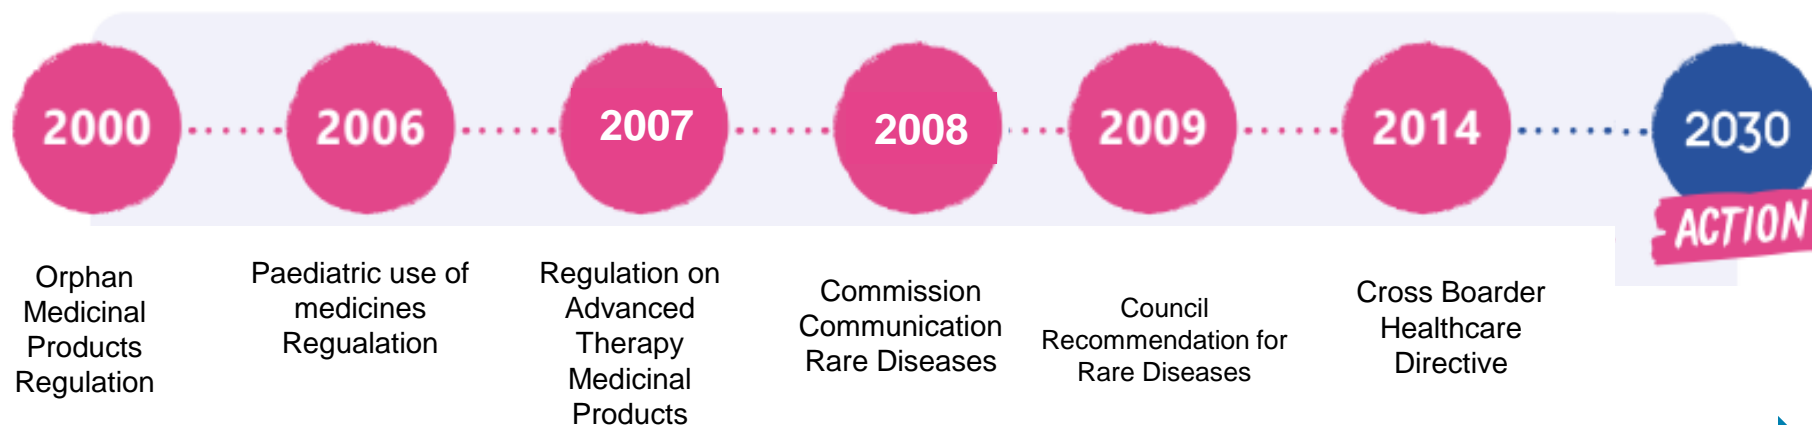 2000
2006
2007
2008
2009
2014
2030
ACTION
Orphan
Medicinal
Products
Regulation
Paediatric use of
medicines
Regualation
Regulation on
Advanced
Therapy
Medicinal
Products
Commission
Communication
Rare Diseases
Council
Recommendation for
Rare Diseases
Cross Boarder
Healthcare
Directive